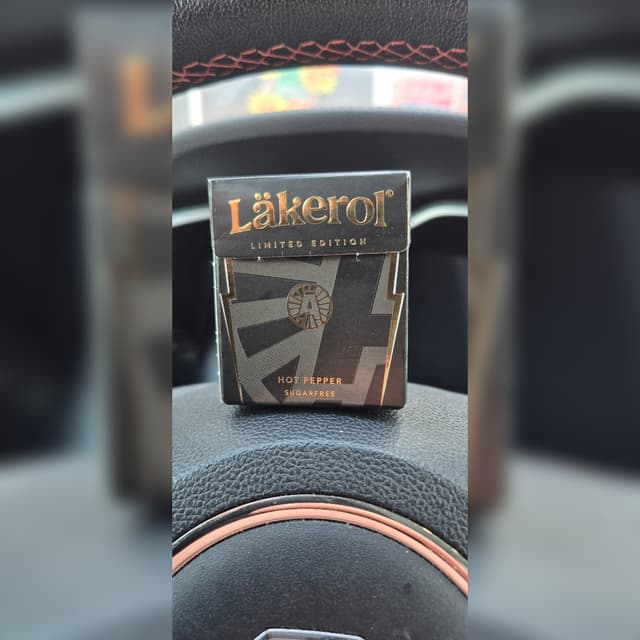 Läkerol®
LIMITED EDITION
A
HOT PEPPER
SUGARFREE